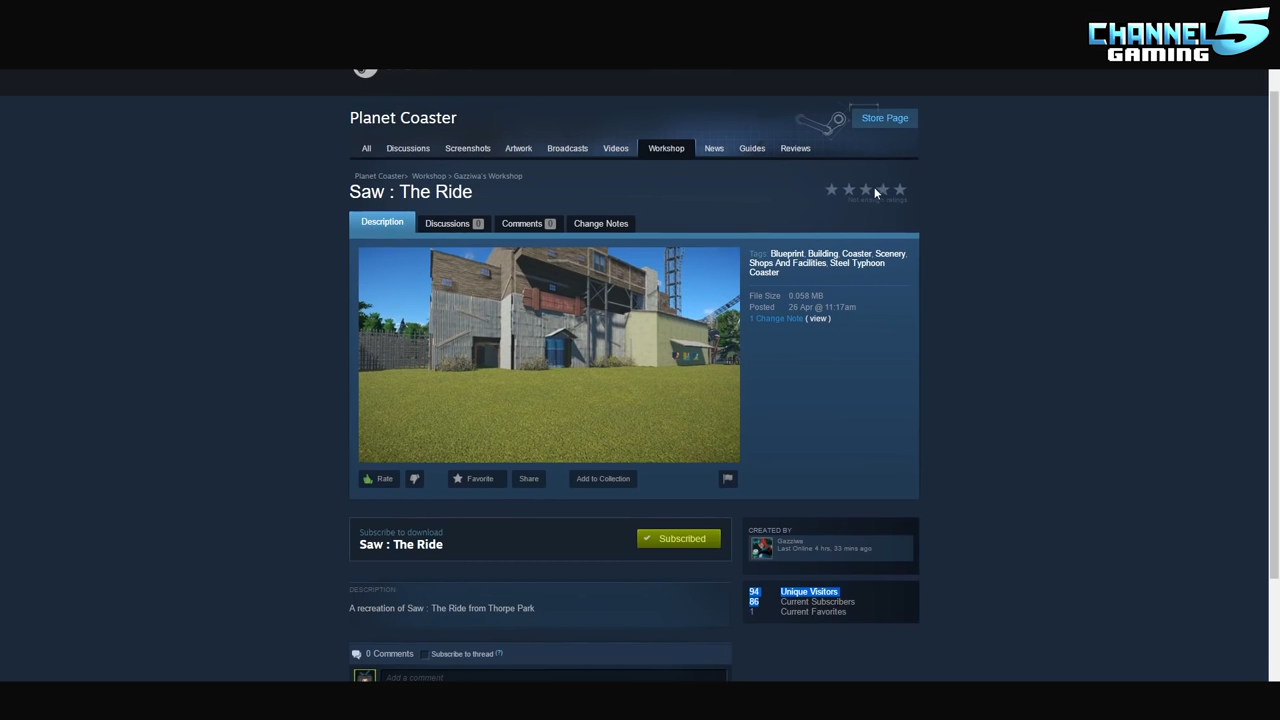 CHANNEL 5
GAMING
Planet Coaster
Store Page
All Discussions Screenshots Artwork Broadcasts Videos Workshop News Guides Reviews
Planet Coaster> Workshop > Gazziwa's Workshop
Saw : The Ride
Description Discussions 0 Comments 0 Change Notes
Tags: Blueprint, Building, Coaster, Scenery,
Shops And Facilities, Steel Typhoon
Coaster
File Size 0.058 MB
Posted 26 Apr @ 11:17am
1 Change Note ( view )
Rate Favorite Share Add to Collection
Subscribe to download
Saw : The Ride
Subscribed
CREATED BY
Gazziwa
Last Online 4 hrs, 33 mins ago
94 Unique Visitors
86 Current Subscribers
1 Current Favorites
DESCRIPTION
A recreation of Saw : The Ride from Thorpe Park
0 Comments Subscribe to thread (?)
Add a comment